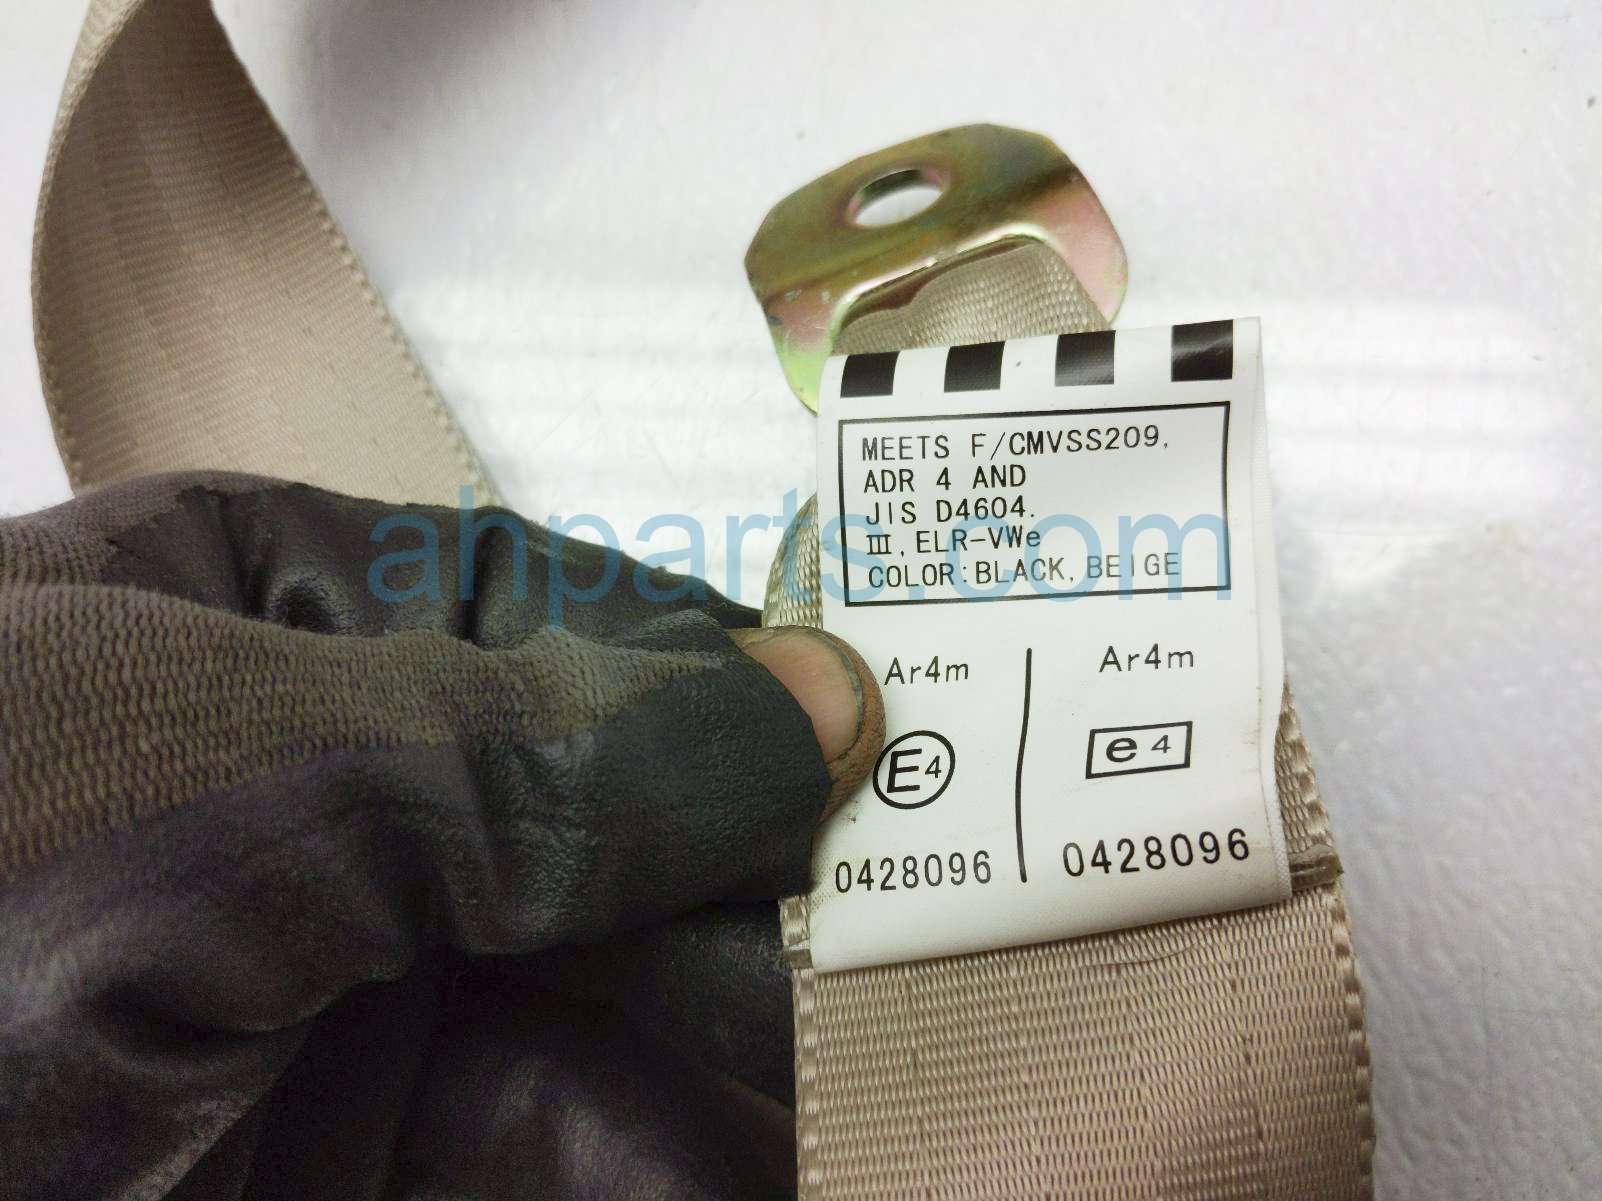 MEETS F/CMVSS209,
ADR 4 AND
JIS D4604.
III, ELR-VWe
COLOR:BLACK, BEIGE
ahparts.com
Ar4m
E4
0428096
Ar4m
e4
0428096